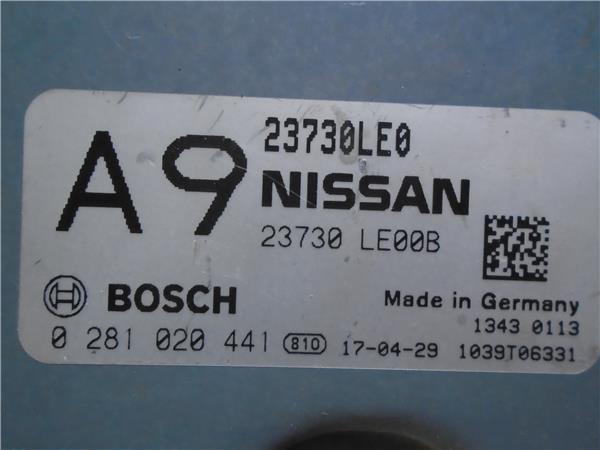 A9
23730LE0
NISSAN
23730 LE00B
BOSCH
Made in Germany
1343 0113
0 281 020 441 810 17-04-29 1039T06331